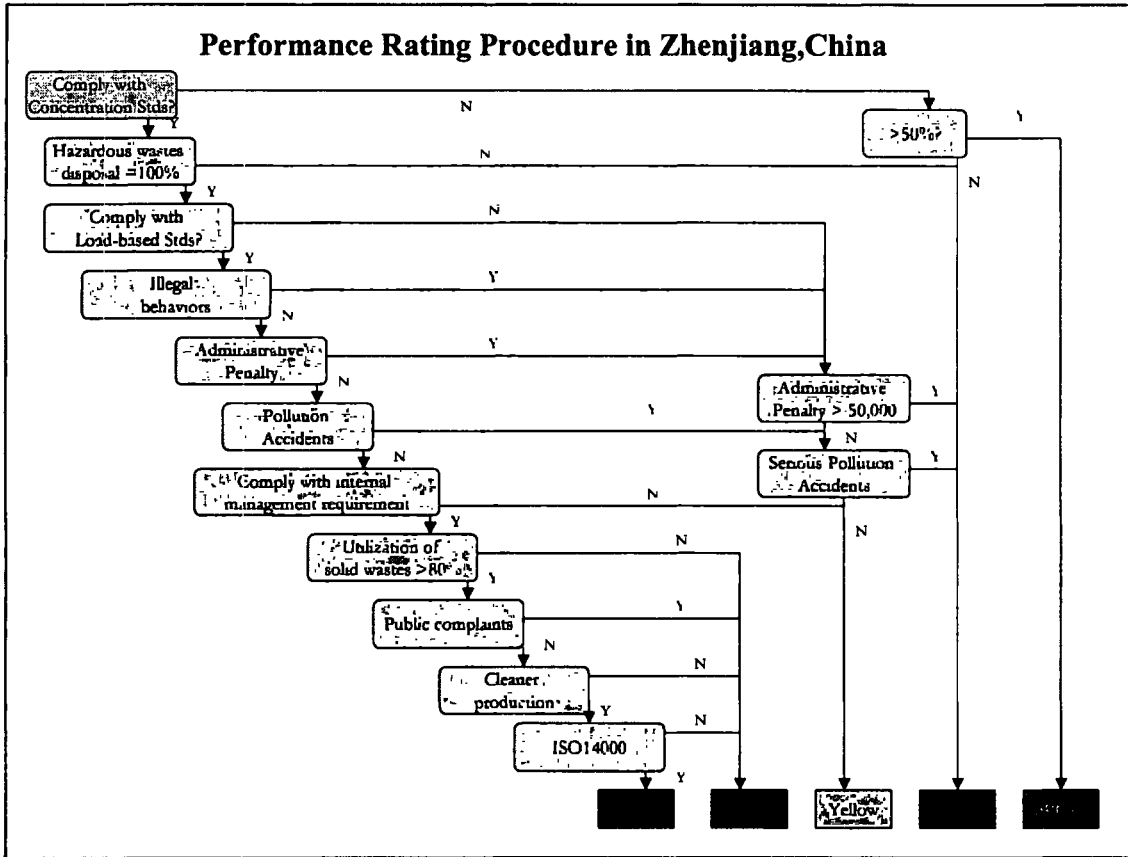 Performance Rating Procedure in Zhenjiang,China
Comply with
Concentration Stds?
N
Y
>50%?
Y
N
Hazardous wastes
disposal =100%
N
Y
Comply with
Load-based Stds?
N
Y
Illegal
behaviors
Y
N
Administrative
Penalty
Y
N
Administrative
Penalty > 50,000
Y
N
Pollution
Accidents
Y
N
Serious Pollution
Accidents
Y
N
Comply with internal
management requirement
N
Y
Utilization of
solid wastes >80%
N
Y
Public complaints
Y
N
Cleaner
production
N
Y
ISO14000
N
Y
Yellow